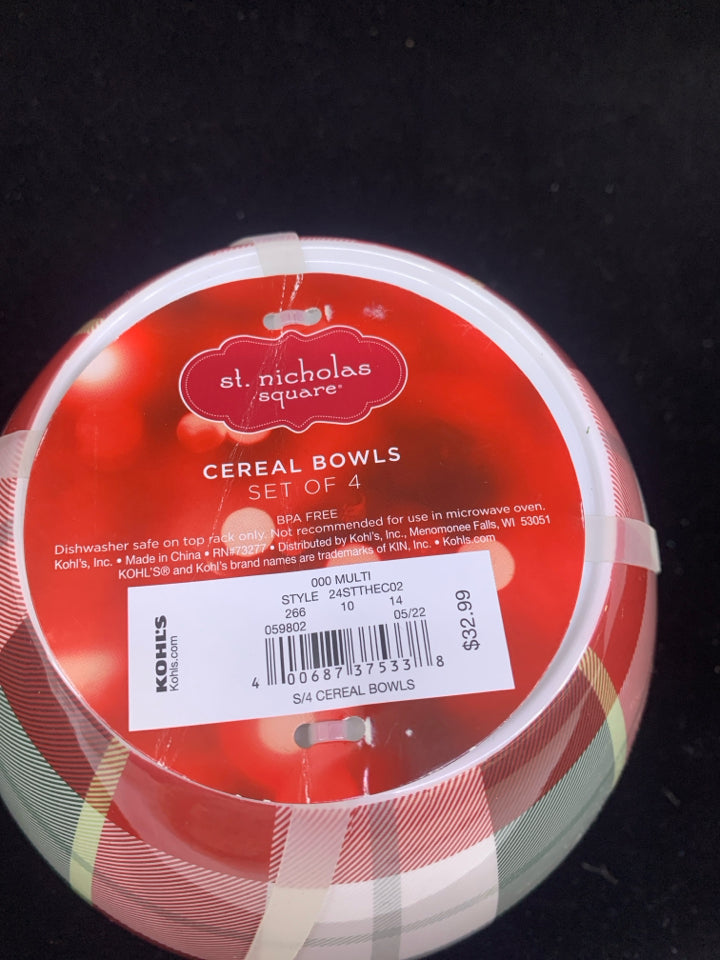 st. nicholas
square®
CEREAL BOWLS
SET OF 4
BPA FREE
Dishwasher safe on top rack only. Not recommended for use in microwave oven.
Kohl's, Inc. • Made in China • RN#73277 • Distributed by Kohl's, Inc., Menomonee Falls, WI 53051
KOHL'S® and Kohl's brand names are trademarks of KIN, Inc. • Kohls.com
000 MULTI
STYLE 24STTHEC02
266 10 14
059802 05/22
KOHL'S
Kohls.com
$32.99
4 00687 37533 8
S/4 CEREAL BOWLS